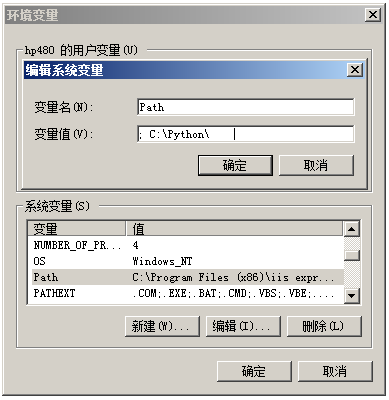 环境变量
hp480 的用户变量(U)
编辑系统变量
变量名(N): Path
变量值(V): ; C:\Python\
确定 取消
系统变量(S)
变量 值
NUMBER_OF_PR... 4
OS Windows_NT
Path C:\Program Files (x86)\iis expr...
PATHEXT .COM;.EXE;.BAT;.CMD;.VBS;.VBE;....
新建(W)... 编辑(I)... 删除(L)
确定 取消